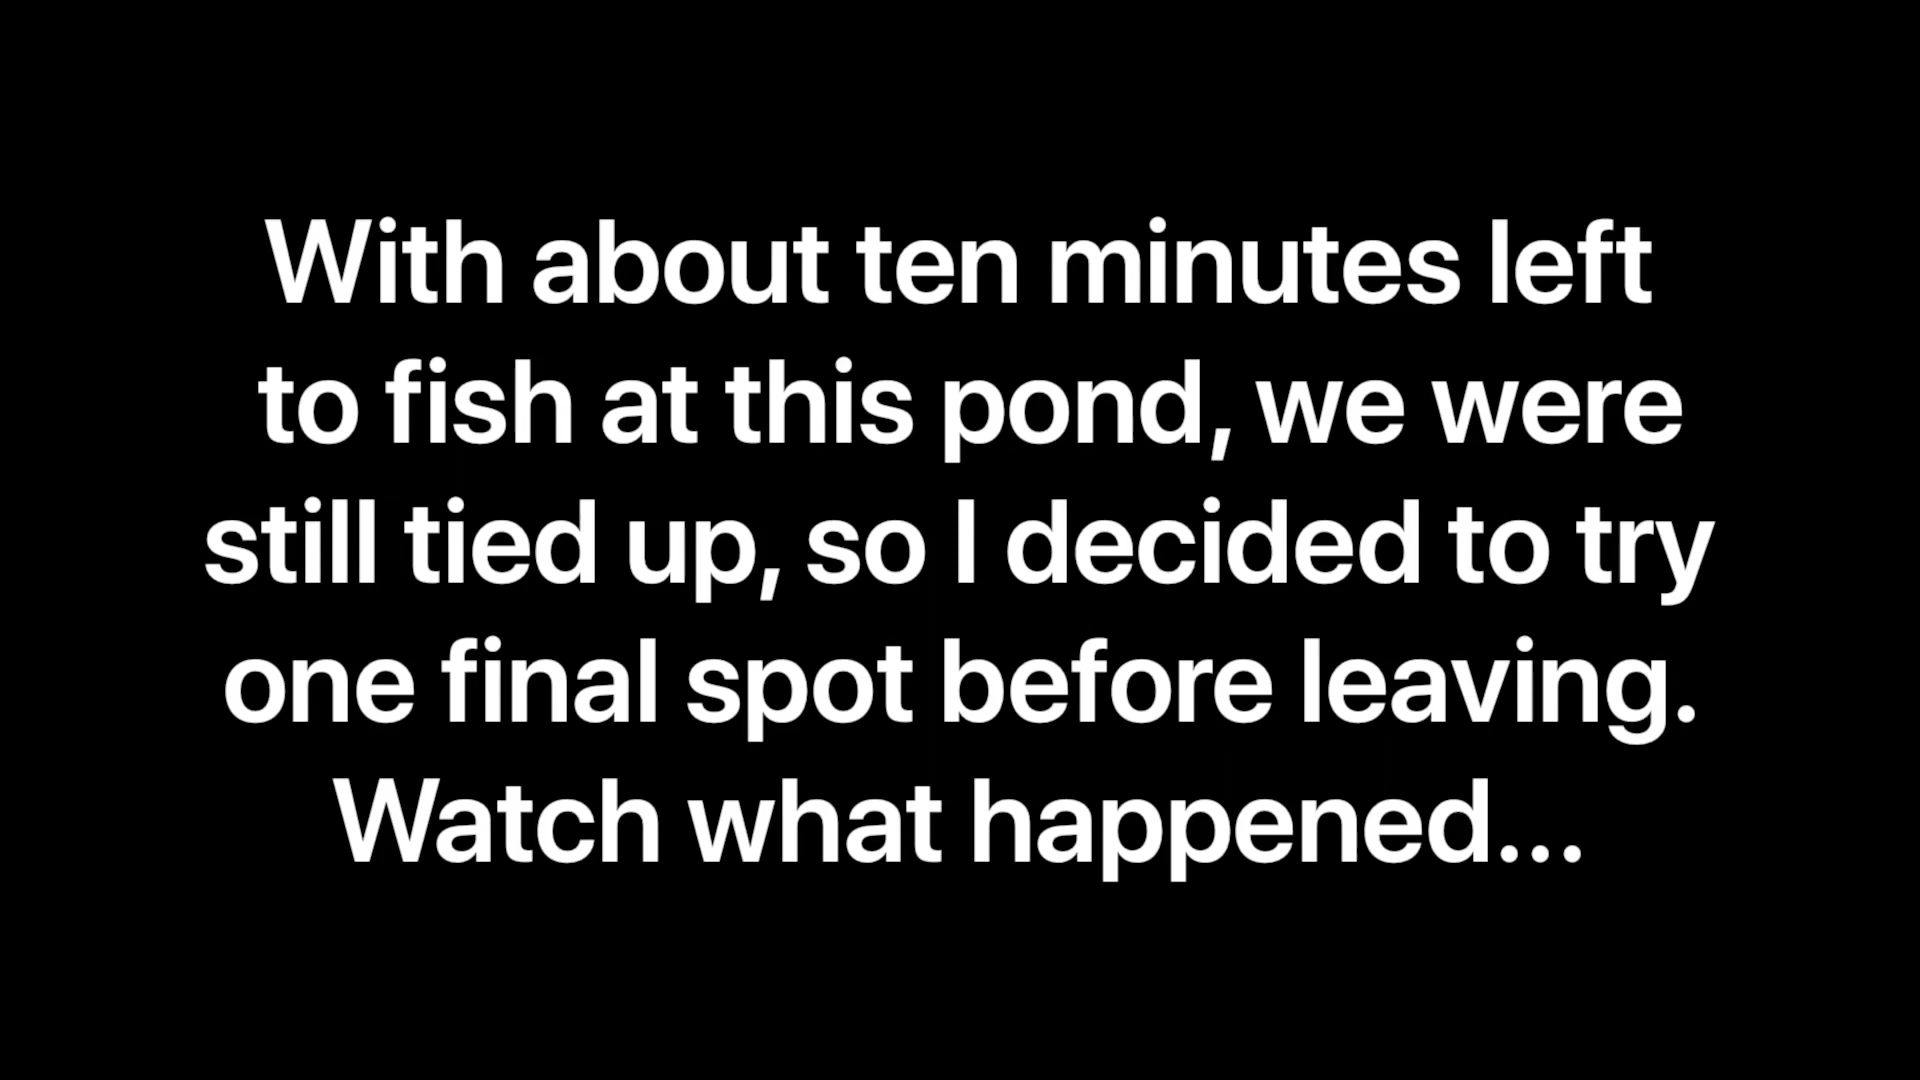 With about ten minutes left
to fish at this pond, we were
still tied up, so I decided to try
one final spot before leaving.
Watch what happened...